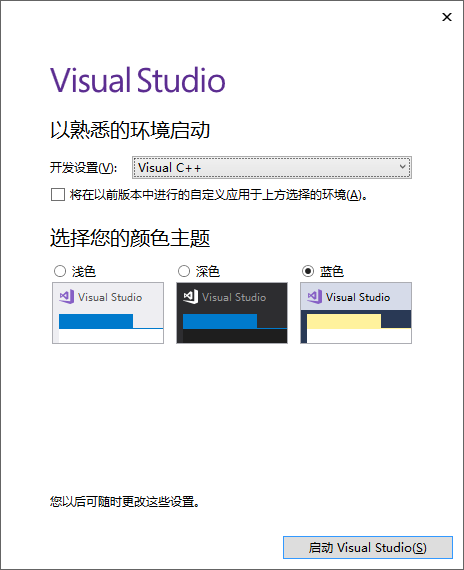 Visual Studio
以熟悉的环境启动
开发设置(V): Visual C++
将在以前版本中进行的自定义应用于上方选择的环境(A)。
选择您的颜色主题
浅色 深色 蓝色
Visual Studio Visual Studio Visual Studio
您以后可随时更改这些设置。
启动 Visual Studio(S)